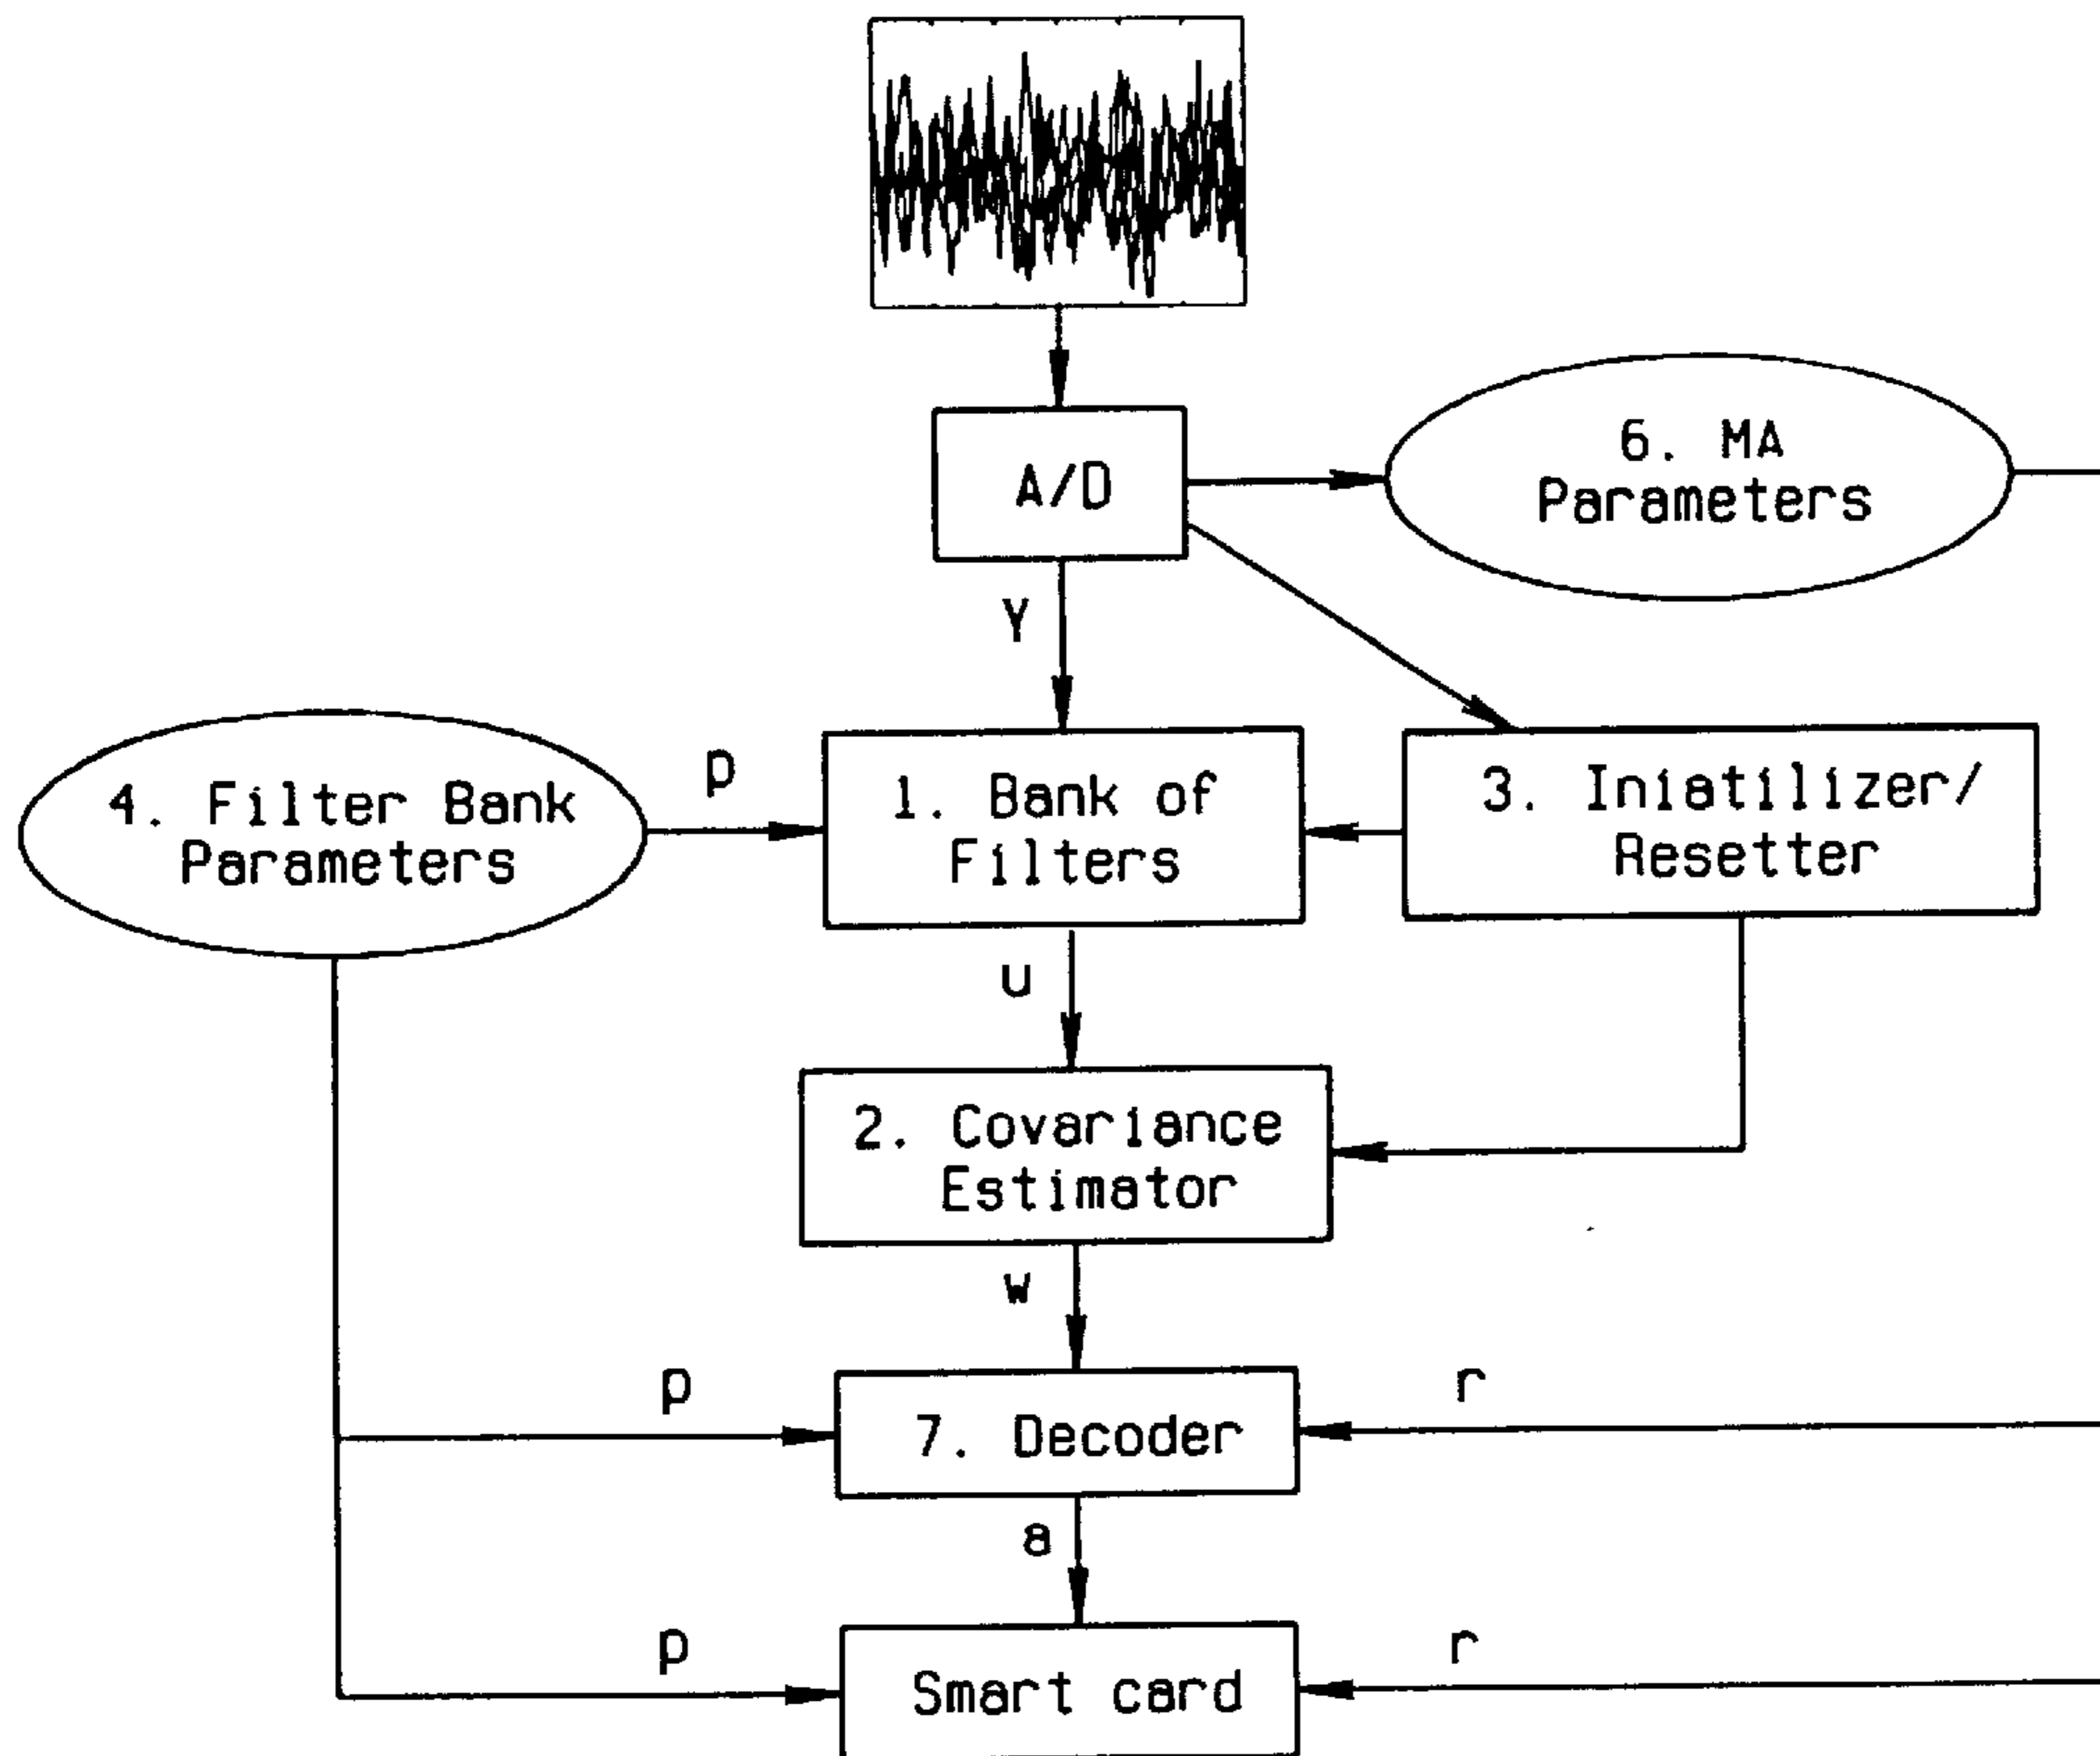 A/D
6. MA
Parameters
Y
4. Filter Bank
Parameters
p
1. Bank of
Filters
3. Iniatilizer/
Resetter
u
2. Covariance
Estimator
w
p
7. Decoder
r
a
p
Smart card
r